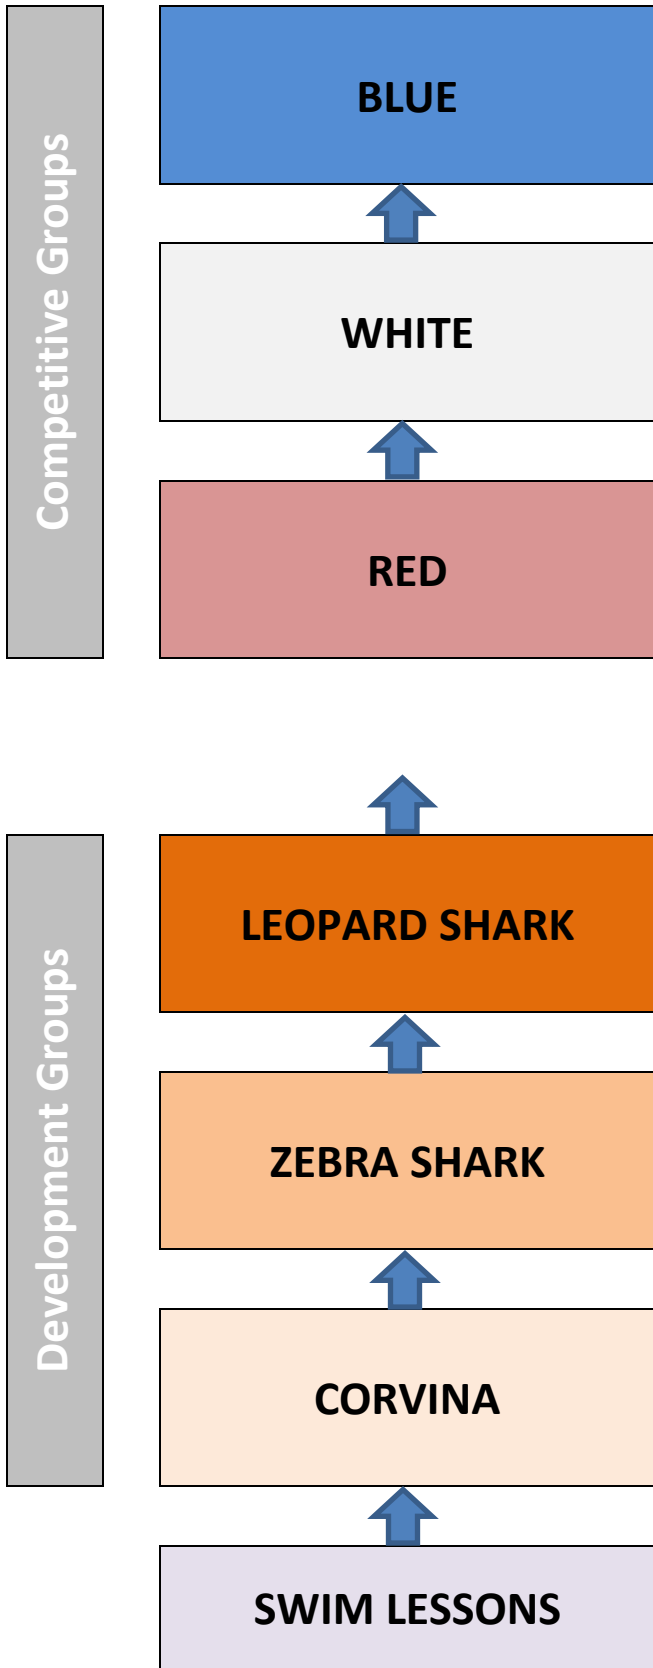 Competitive Groups
BLUE
WHITE
RED
Development Groups
LEOPARD SHARK
ZEBRA SHARK
CORVINA
SWIM LESSONS